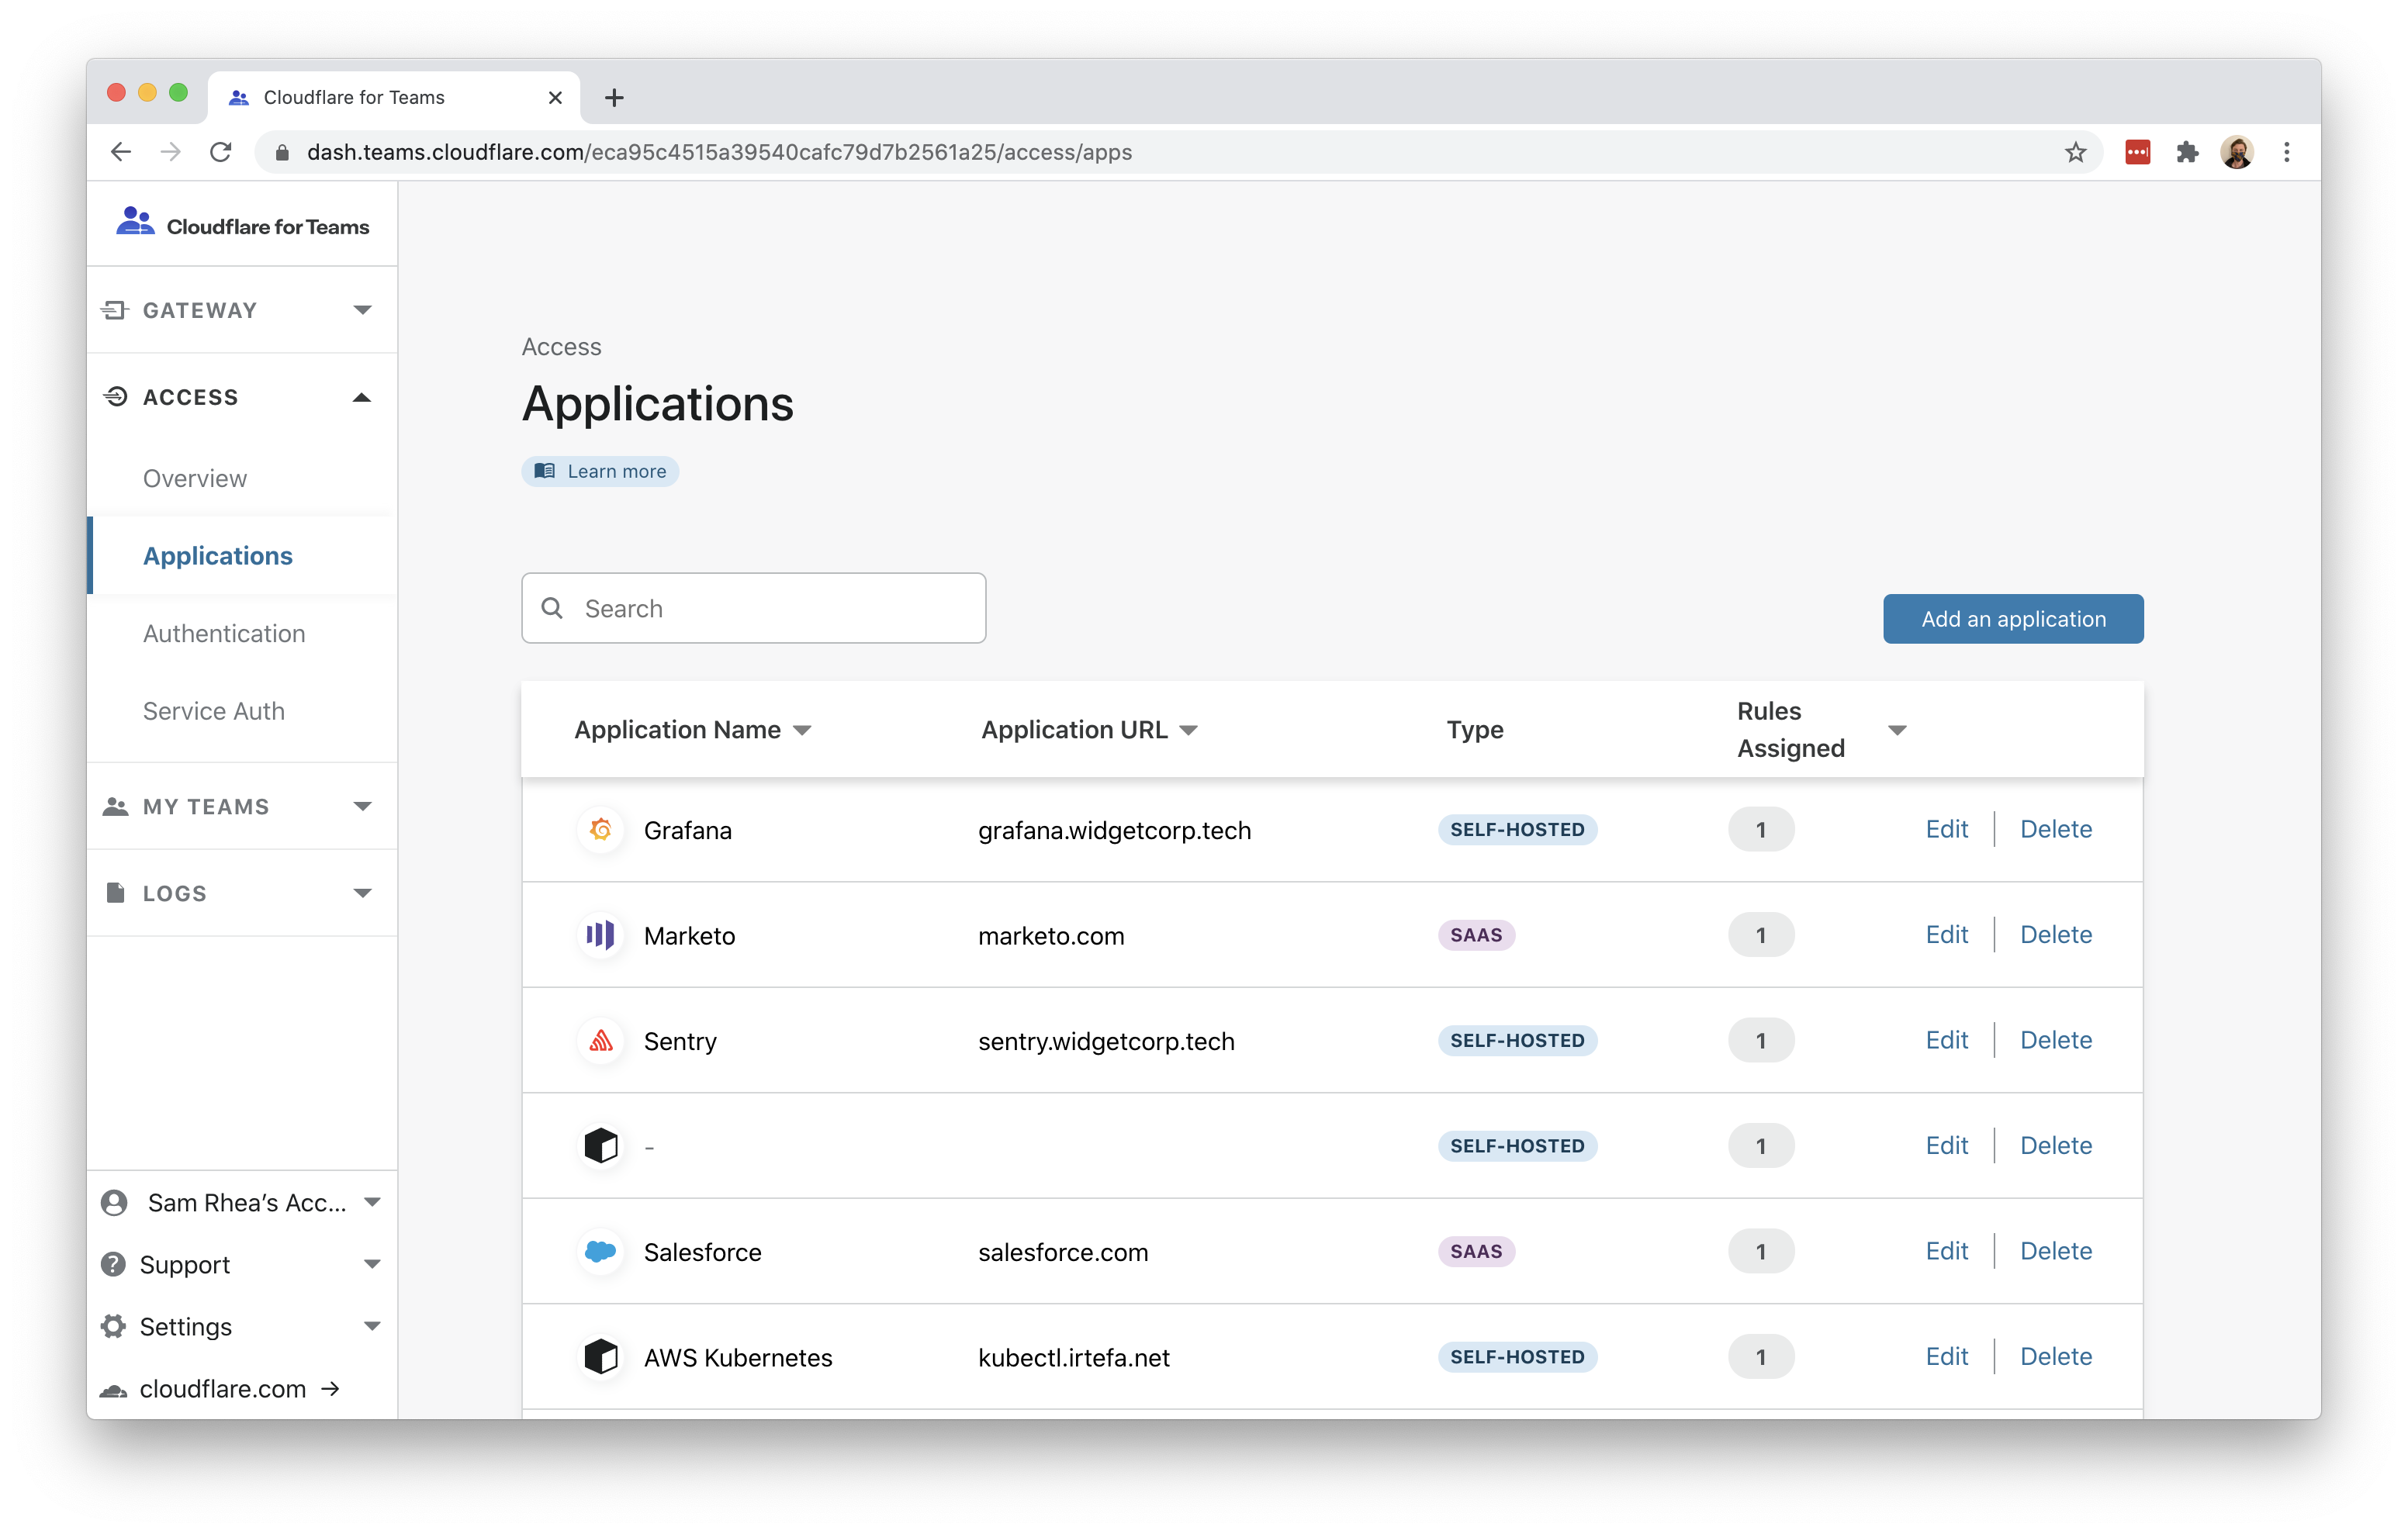 Cloudflare for Teams
dash.teams.cloudflare.com/eca95c4515a39540cafc79d7b2561a25/access/apps
Cloudflare for Teams
GATEWAY
ACCESS
Overview
Applications
Authentication
Service Auth
MY TEAMS
LOGS
Sam Rhea’s Acc...
Support
Settings
cloudflare.com →
Access
Applications
Learn more
Search
Add an application
Application Name Application URL Type Rules Assigned
Grafana grafana.widgetcorp.tech SELF-HOSTED 1 Edit Delete
Marketo marketo.com SAAS 1 Edit Delete
Sentry sentry.widgetcorp.tech SELF-HOSTED 1 Edit Delete
- SELF-HOSTED 1 Edit Delete
Salesforce salesforce.com SAAS 1 Edit Delete
AWS Kubernetes kubectl.irtefa.net SELF-HOSTED 1 Edit Delete